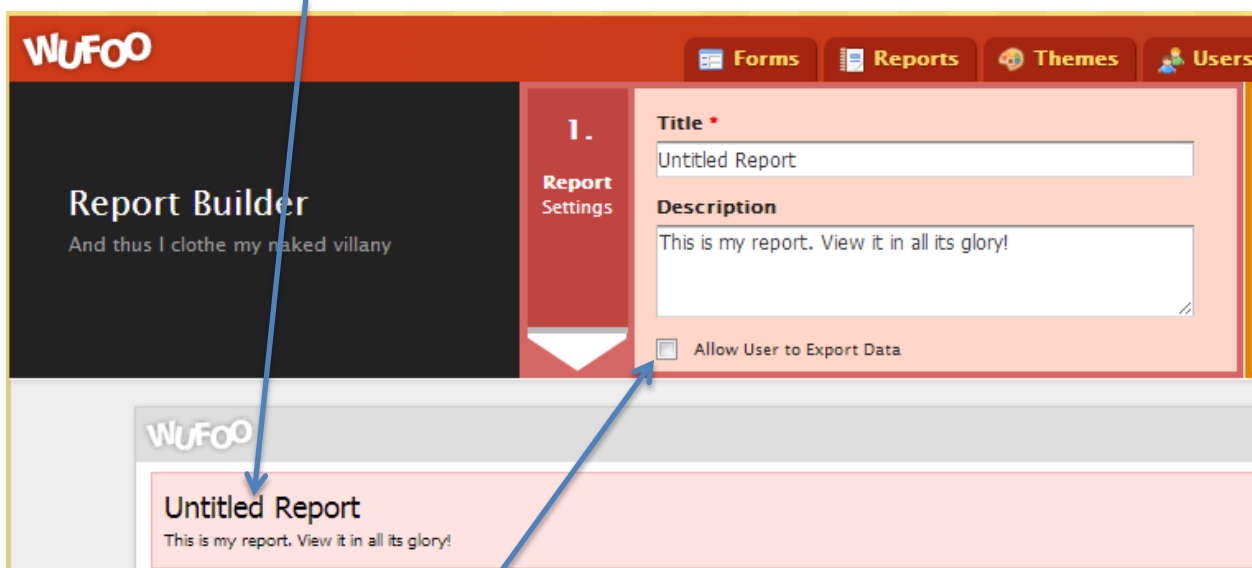 WUFOO
Forms Reports Themes Users
Report Builder
And thus I clothe my naked villany
1.
Report
Settings
Title *
Untitled Report
Description
This is my report. View it in all its glory!
Allow User to Export Data
WUFOO
Untitled Report
This is my report. View it in all its glory!